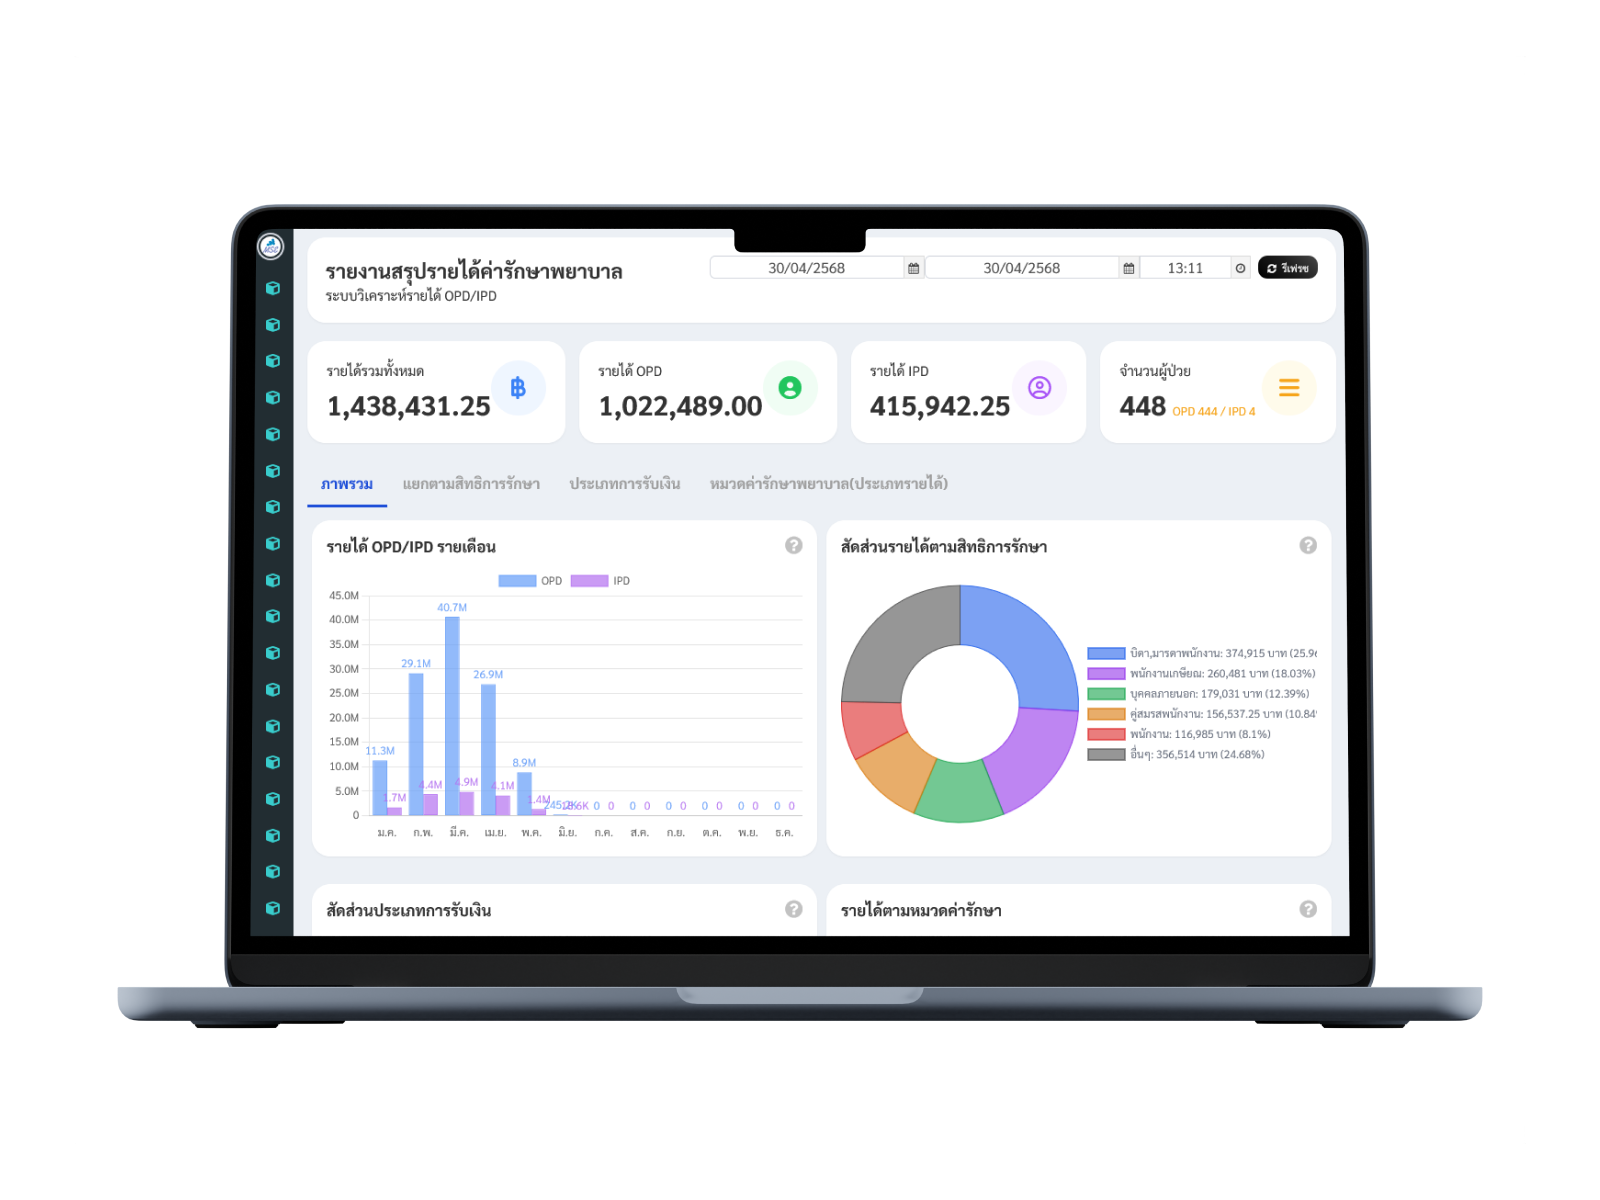 MSC
รายงานสรุปรายได้ค่ารักษาพยาบาล
ระบบวิเคราะห์รายได้ OPD/IPD
30/04/2568
30/04/2568
13:11
รีเฟรช
รายได้รวมทั้งหมด
1,438,431.25
รายได้ OPD
1,022,489.00
รายได้ IPD
415,942.25
จำนวนผู้ป่วย
448 OPD 444 / IPD 4
ภาพรวม
แยกตามสิทธิการรักษา
ประเภทการรับเงิน
หมวดค่ารักษาพยาบาล(ประเภทรายได้)
รายได้ OPD/IPD รายเดือน
OPD IPD
45.0M
40.0M
35.0M
30.0M
25.0M
20.0M
15.0M
10.0M
5.0M
0
11.3M 1.7M
29.1M 4.4M
40.7M 4.9M
26.9M 4.1M
8.9M 1.4M
0 0 0 0 0 0 0 0 0 0 0 0
ม.ค. ก.พ. มี.ค. เม.ย. พ.ค. มิ.ย. ก.ค. ส.ค. ก.ย. ต.ค. พ.ย. ธ.ค.
สัดส่วนรายได้ตามสิทธิการรักษา
บิดา,มารดาพนักงาน: 374,915 บาท (25.9
พนักงานเกษียณ: 260,481 บาท (18.03%)
บุคคลภายนอก: 179,031 บาท (12.39%)
คู่สมรสพนักงาน: 156,537.25 บาท (10.84
พนักงาน: 116,985 บาท (8.1%)
อื่นๆ: 356,514 บาท (24.68%)
สัดส่วนประเภทการรับเงิน
รายได้ตามหมวดค่ารักษา